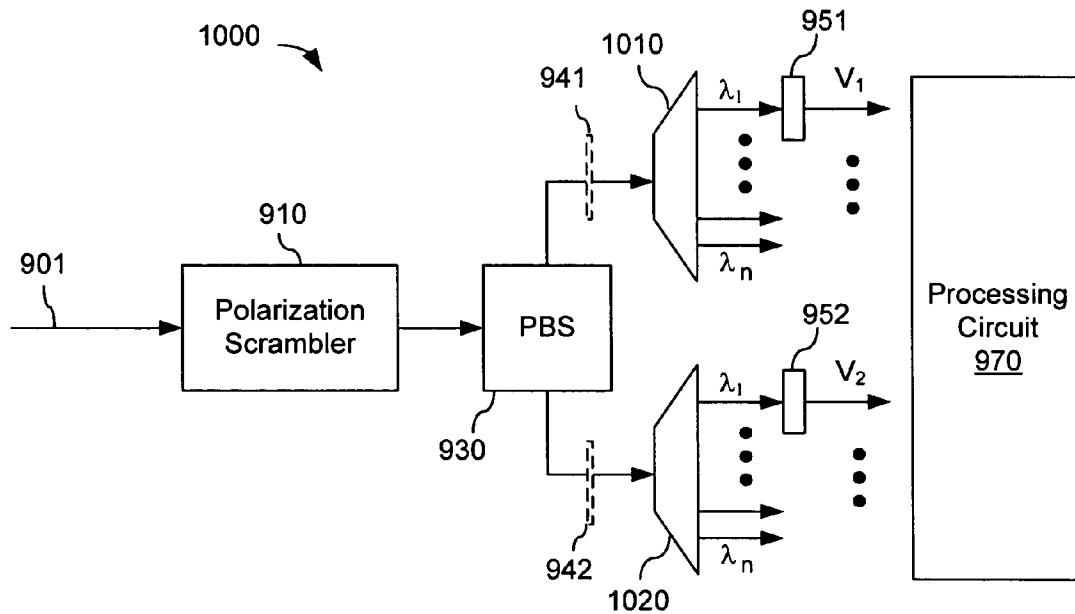 1000
901
910
Polarization
Scrambler
PBS
930
941
942
1010
λ1
λn
951
V1
1020
λ1
λn
952
V2
Processing
Circuit
970